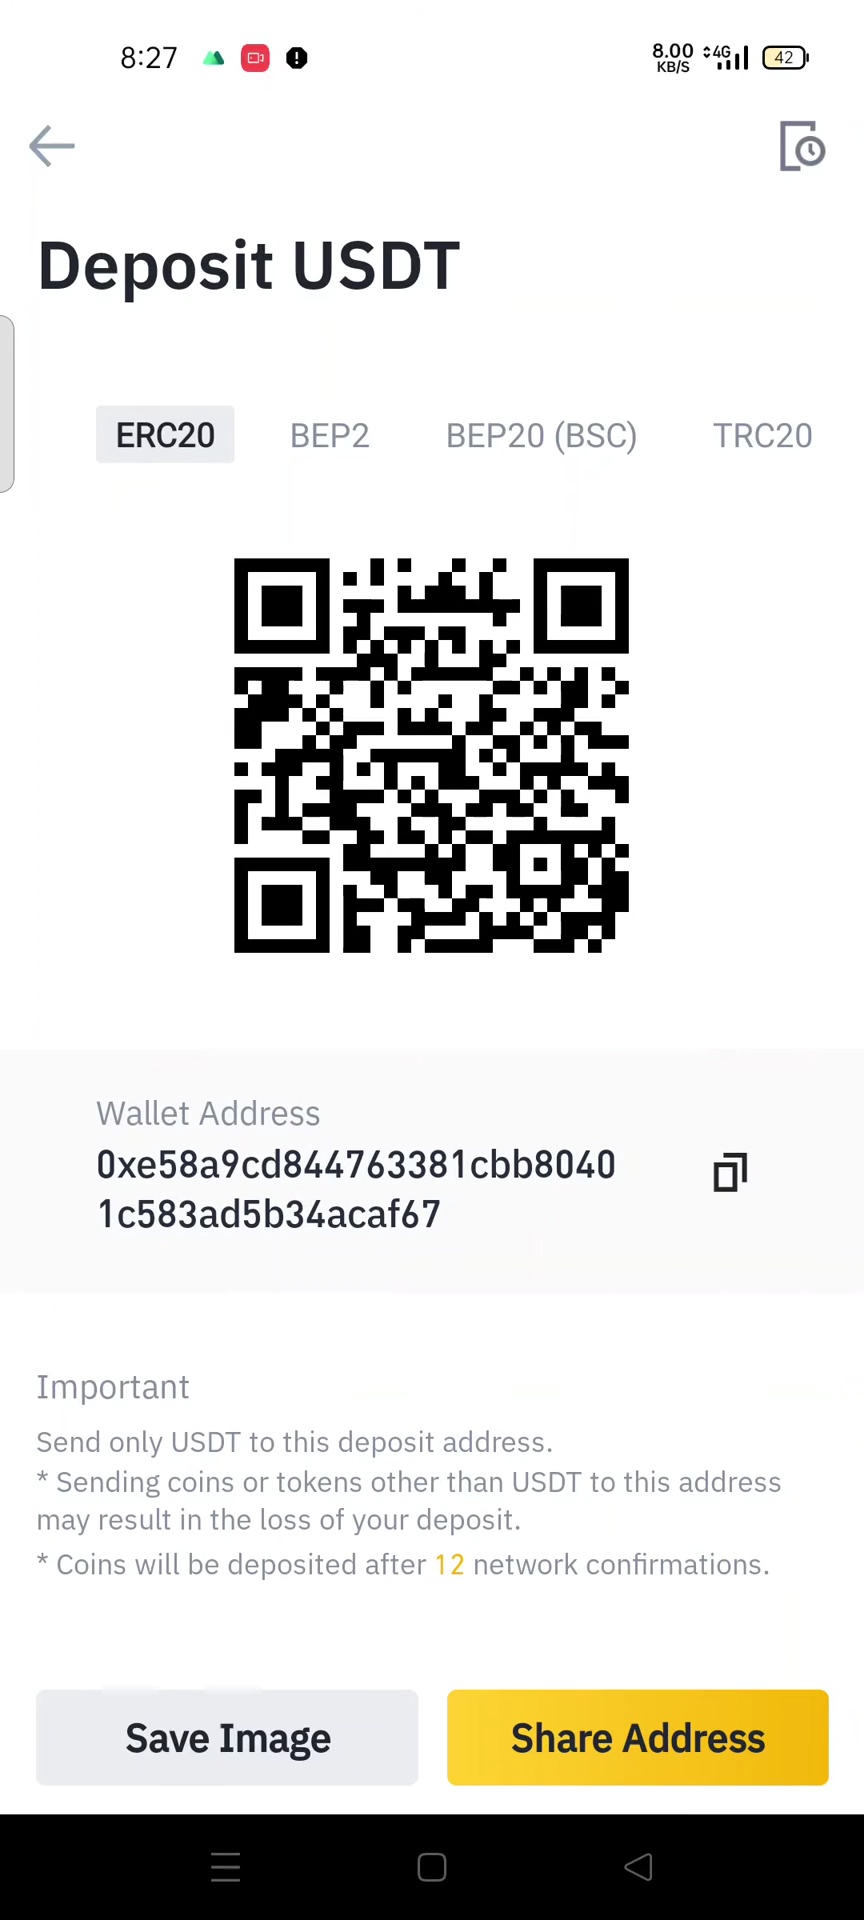 8:27
8.00
KB/S
4G
42
Deposit USDT
ERC20 BEP2 BEP20 (BSC) TRC20
Wallet Address
0xe58a9cd844763381cbb8040
1c583ad5b34acaf67
Important
Send only USDT to this deposit address.
* Sending coins or tokens other than USDT to this address
may result in the loss of your deposit.
* Coins will be deposited after 12 network confirmations.
Save Image
Share Address